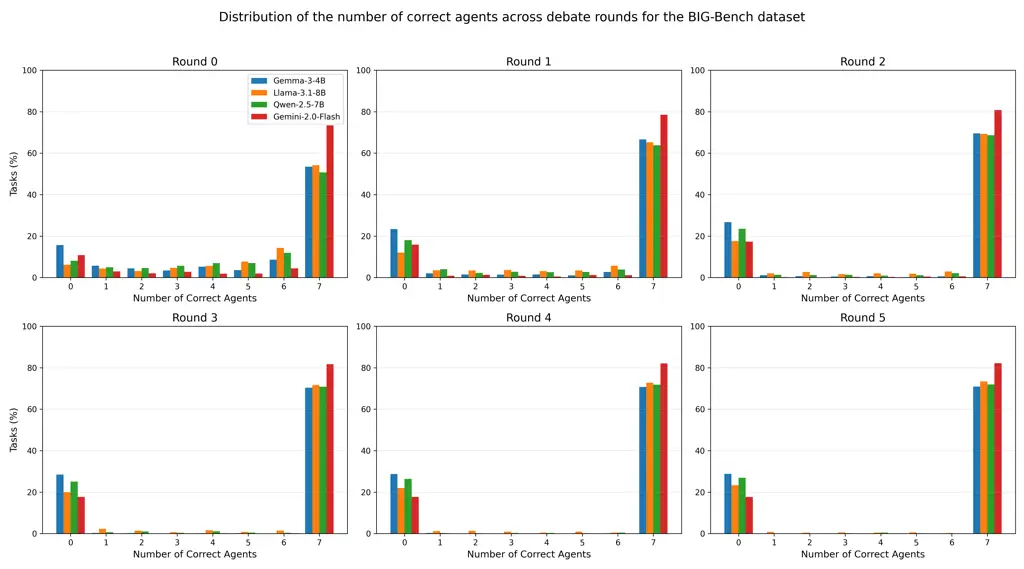 Distribution of the number of correct agents across debate rounds for the BIG-Bench dataset
Round 0
Round 1
Round 2
Gemma-3-4B
Llama-3.1-8B
Qwen-2.5-7B
Gemini-2.0-Flash
Tasks (%)
100
80
60
40
20
0
0 1 2 3 4 5 6 7
Number of Correct Agents
100
80
60
40
20
0
0 1 2 3 4 5 6 7
Number of Correct Agents
100
80
60
40
20
0
0 1 2 3 4 5 6 7
Number of Correct Agents
Round 3
Round 4
Round 5
Tasks (%)
100
80
60
40
20
0
0 1 2 3 4 5 6 7
Number of Correct Agents
100
80
60
40
20
0
0 1 2 3 4 5 6 7
Number of Correct Agents
100
80
60
40
20
0
0 1 2 3 4 5 6 7
Number of Correct Agents